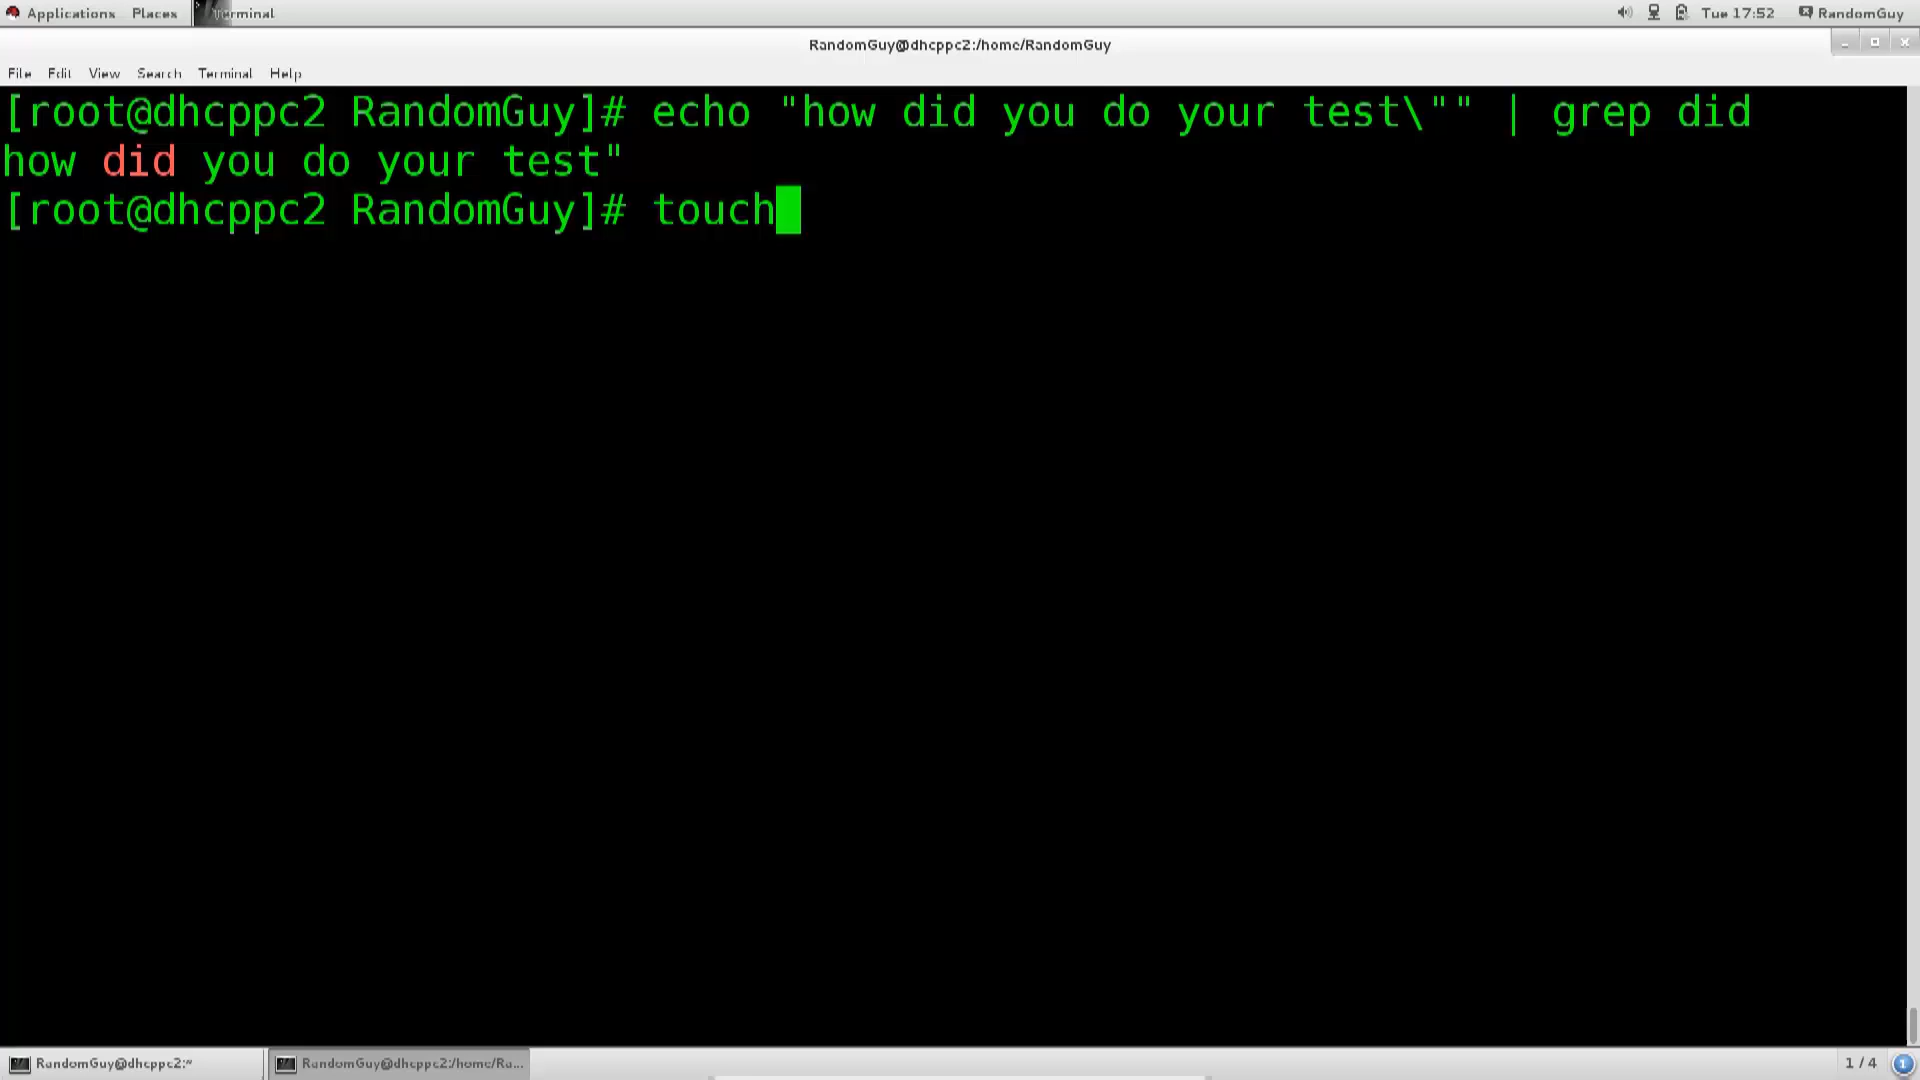 Applications Places Terminal Tue 17:52 RandomGuy
RandomGuy@dhcppc2:/home/RandomGuy
File Edit View Search Terminal Help
[root@dhcppc2 RandomGuy]# echo "how did you do your test\"" | grep did
how did you do your test"
[root@dhcppc2 RandomGuy]# touch
RandomGuy@dhcppc2:~ RandomGuy@dhcppc2:/home/Ra... 1 / 4 1